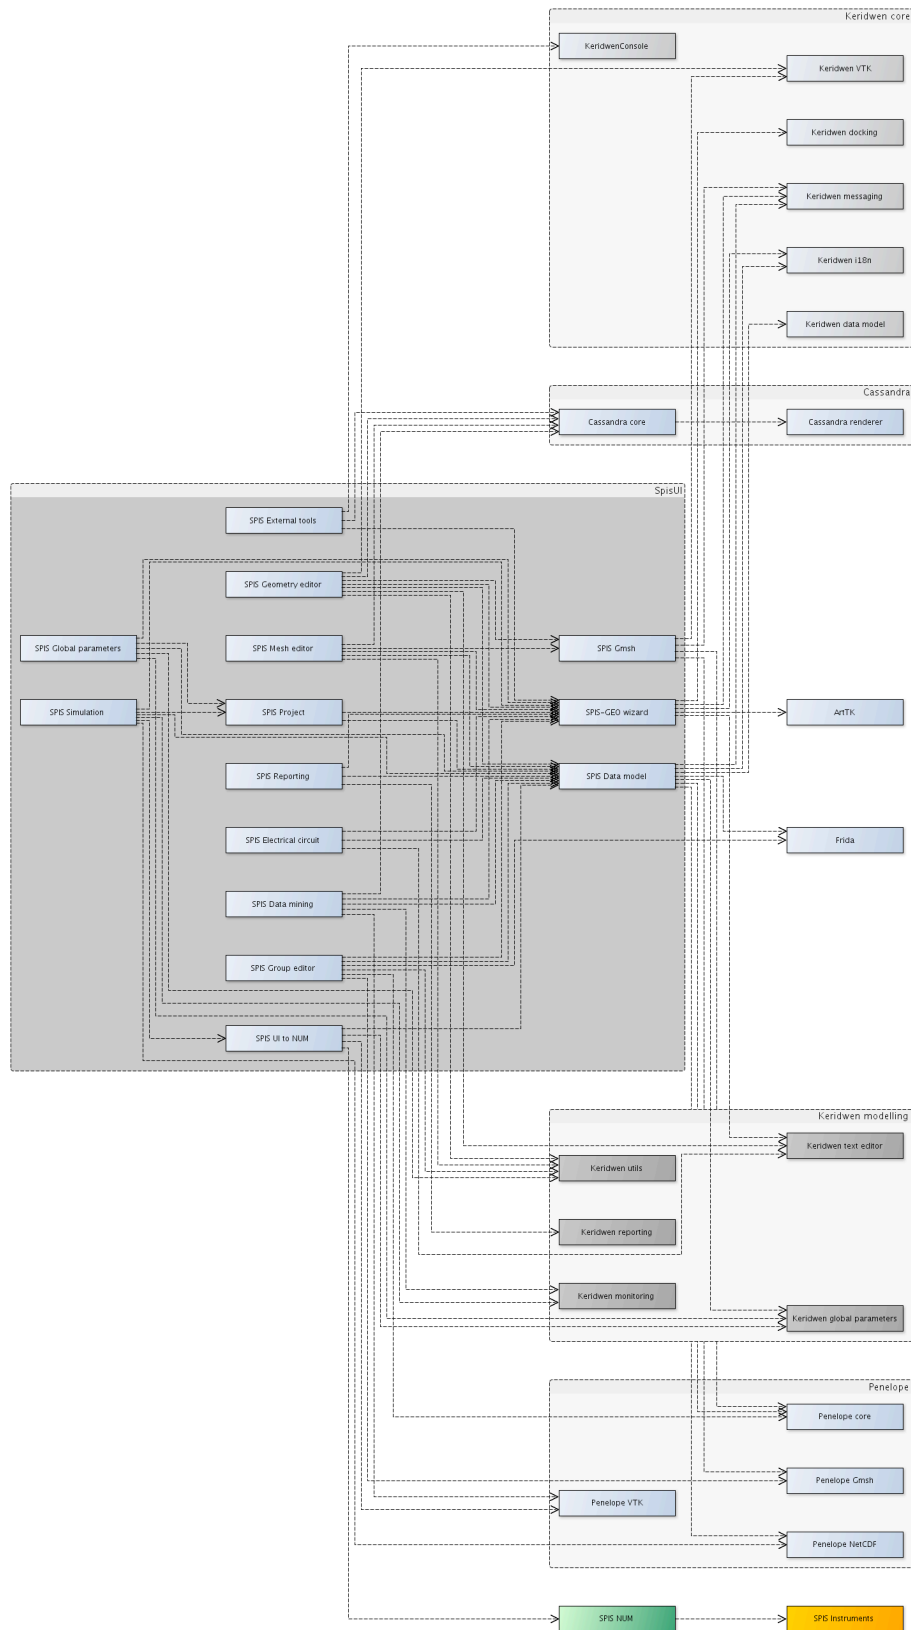 Keridwen core
KeridwenConsole
Keridwen VTK
Keridwen docking
Keridwen messaging
Keridwen i18n
Keridwen data model
Cassandra
Cassandra core
Cassandra renderer
SpisUI
SPIS External tools
SPIS Geometry editor
SPIS Global parameters
SPIS Mesh editor
SPIS Gmsh
SPIS Simulation
SPIS Project
SPIS-GEO wizard
ArtTK
SPIS Reporting
SPIS Data model
SPIS Electrical circuit
Frida
SPIS Data mining
SPIS Group editor
SPIS UI to NUM
Keridwen modelling
Keridwen text editor
Keridwen utils
Keridwen reporting
Keridwen monitoring
Keridwen global parameters
Penelope
Penelope core
Penelope Gmsh
Penelope VTK
Penelope NetCDF
SPIS NUM
SPIS instruments